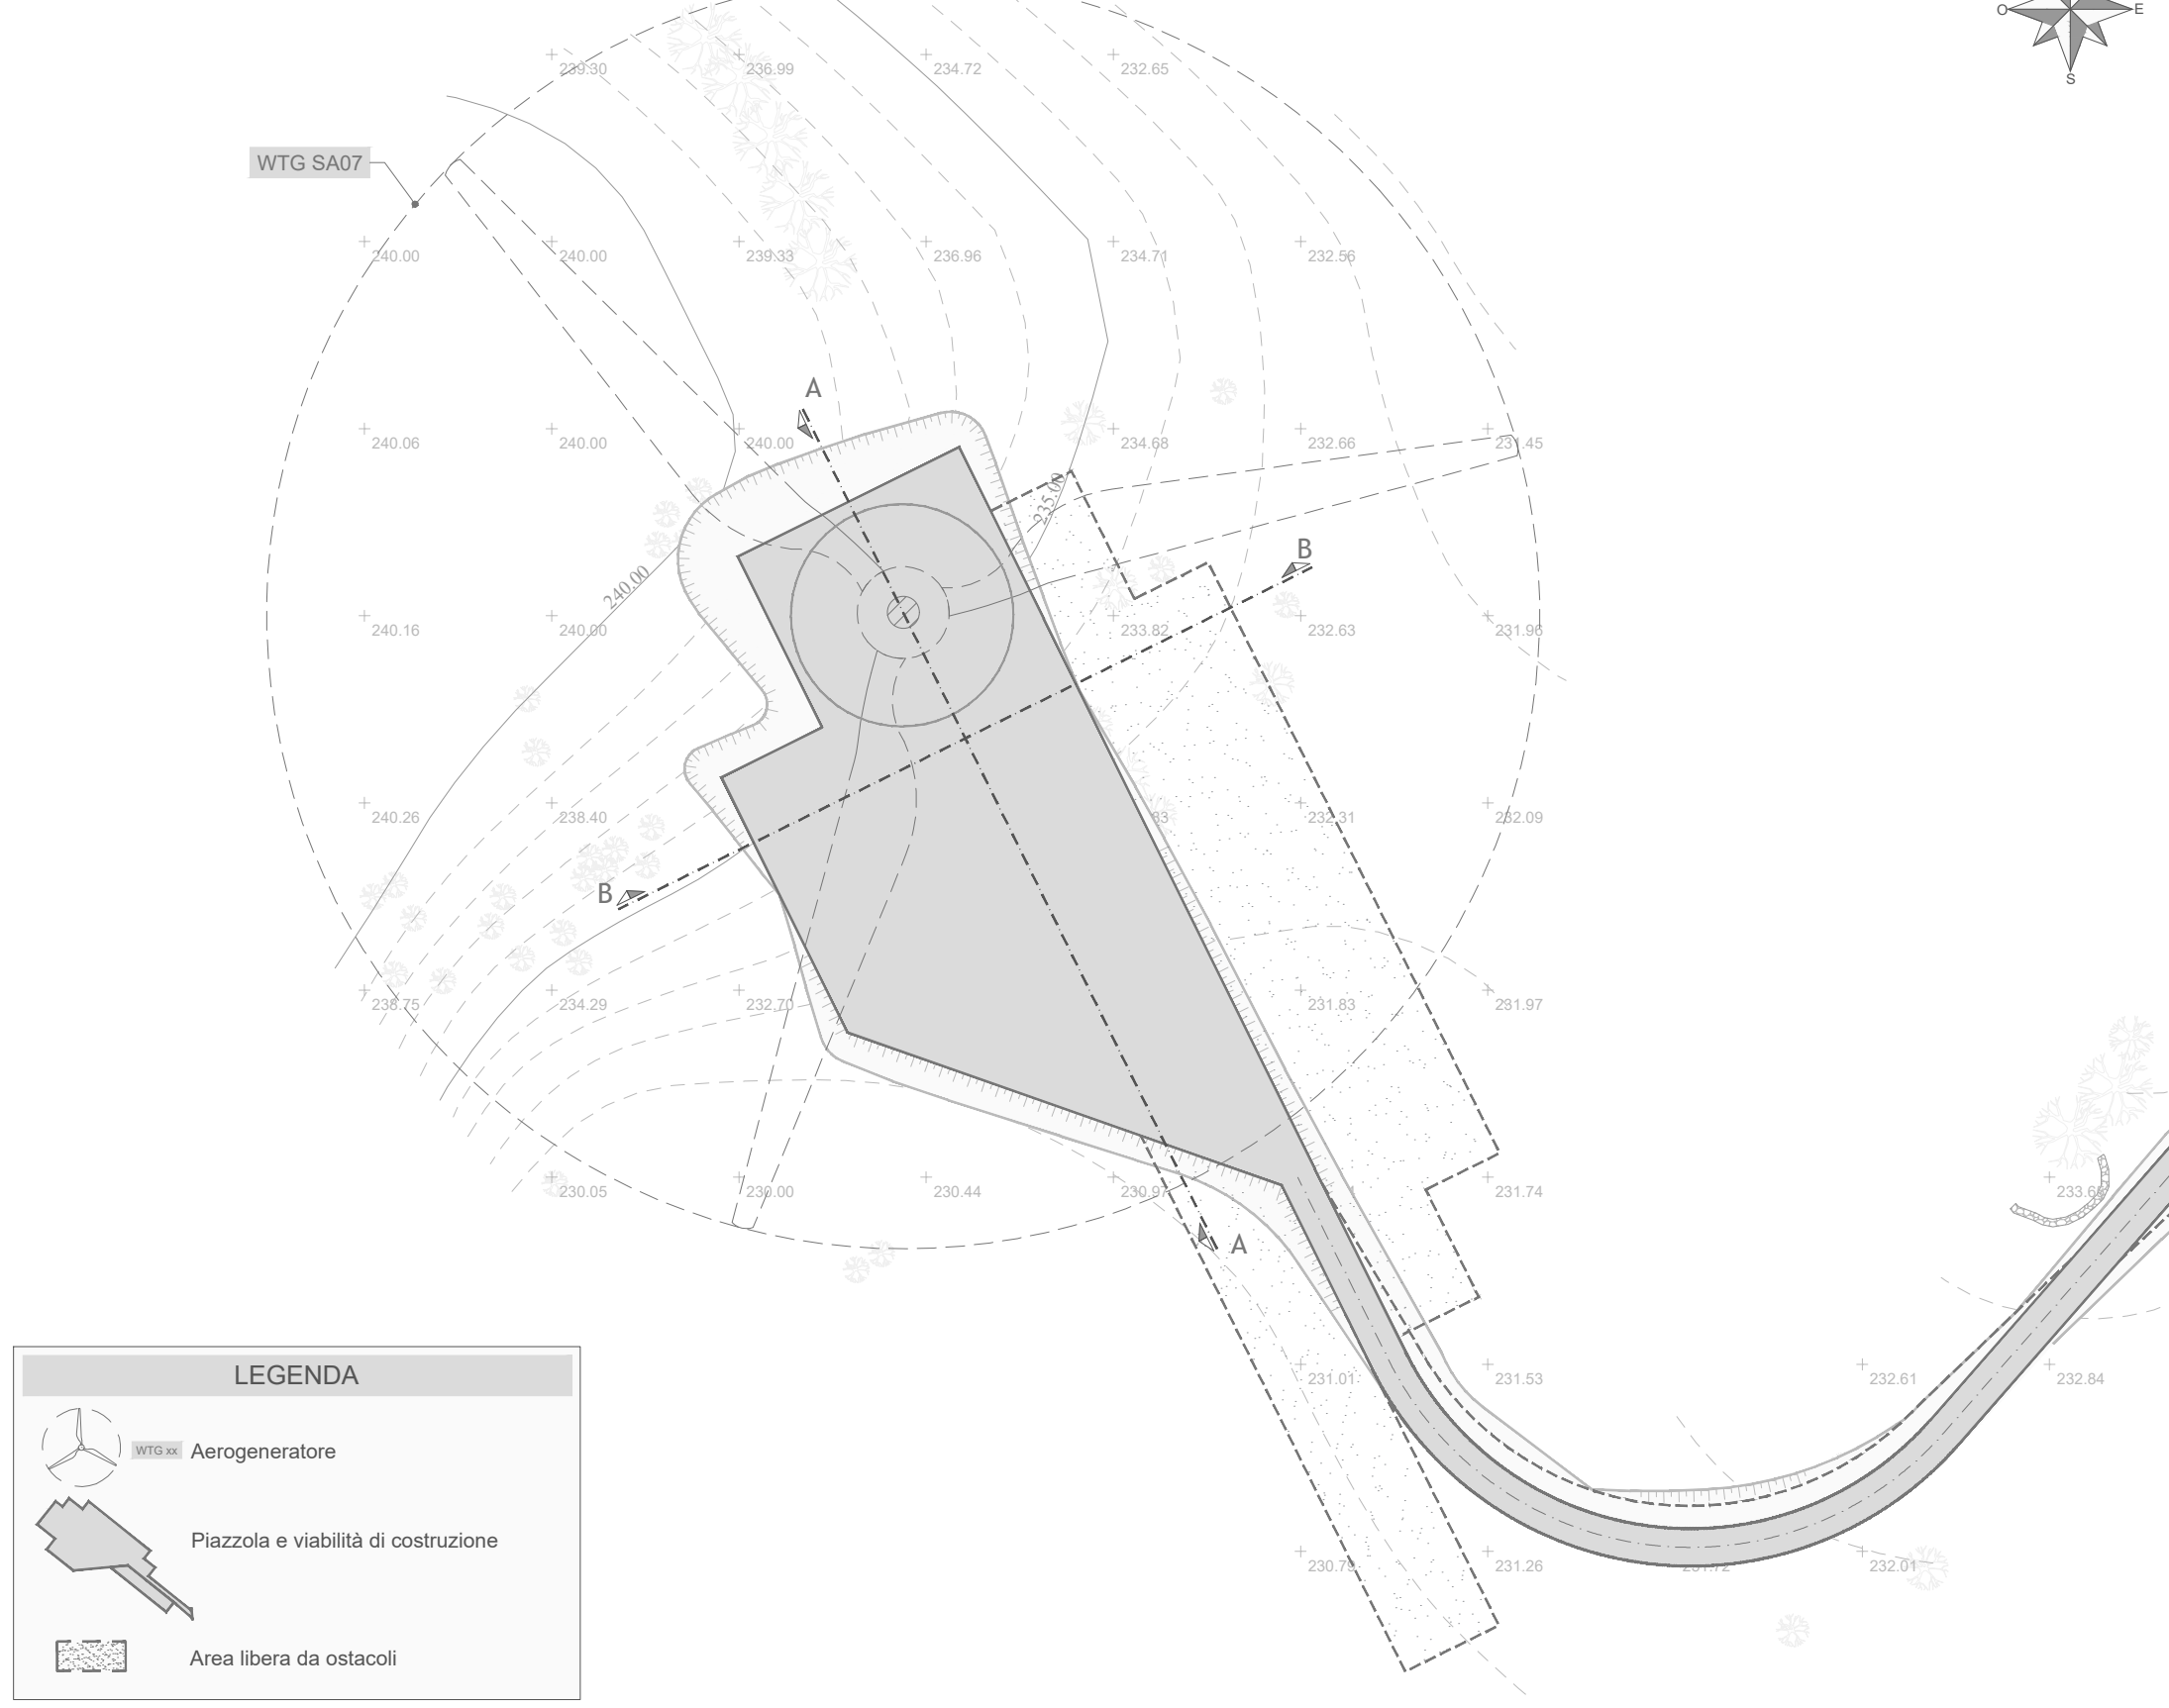 O
E
S
239.30 236.99 234.72 232.65
WTG SA07
240.00 240.00 239.33 236.96 234.71 232.56
A
240.06 240.00 240.00 234.68 232.66 231.45
235.00
B
240.00
240.16 240.00 233.82 232.63 231.96
240.26 238.40 232.31 232.09
B
238.75 234.29 232.70 231.83 231.97
230.05 230.00 230.44 230.97 231.74 233.65
A
231.01 231.53 232.61 232.84
230.79 231.26 231.72 232.01
LEGENDA
WTG xx Aerogeneratore
Piazzola e viabilità di costruzione
Area libera da ostacoli